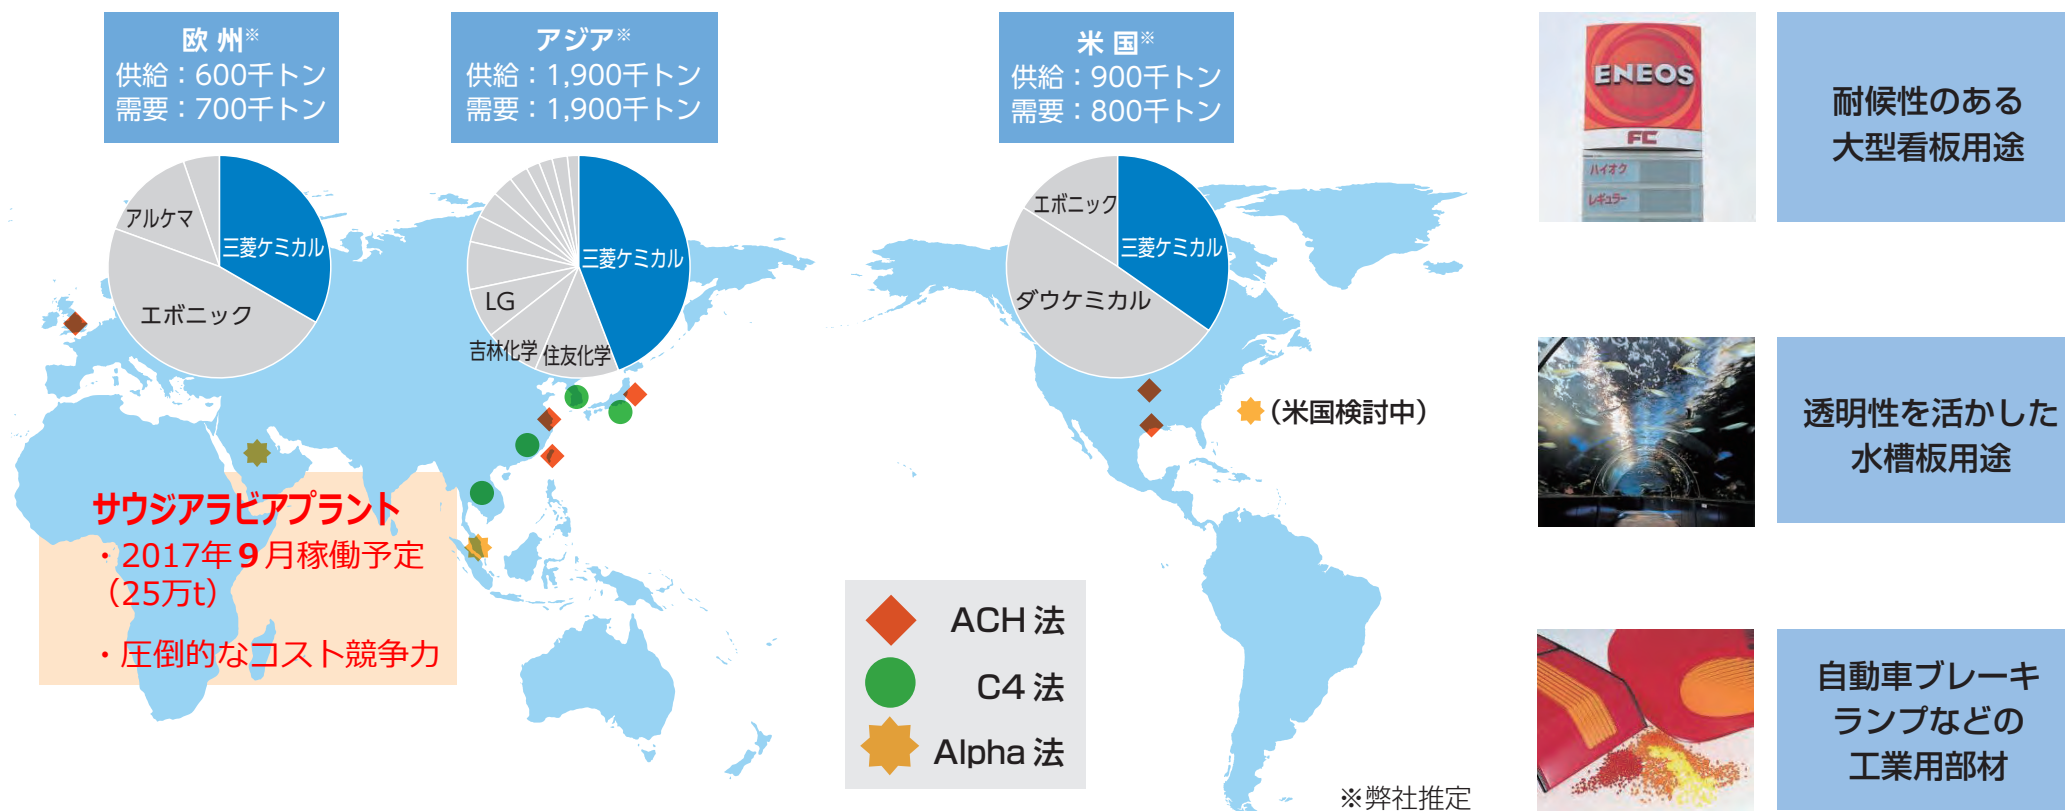 欧 州※
供給：600千トン
需要：700千トン
アジア※
供給：1,900千トン
需要：1,900千トン
米 国※
供給：900千トン
需要：800千トン
アルケマ
三菱ケミカル
エボニック
三菱ケミカル
LG
吉林化学
住友化学
エボニック
三菱ケミカル
ダウケミカル
（米国検討中）
サウジアラビアプラント
・2017年9月稼働予定
（25万t）
・圧倒的なコスト競争力
ACH 法
C4 法
Alpha 法
※弊社推定
ENEOS
FC
ハイオク
レギュラー
耐候性のある
大型看板用途
透明性を活かした
水槽板用途
自動車ブレーキ
ランプなどの
工業用部材